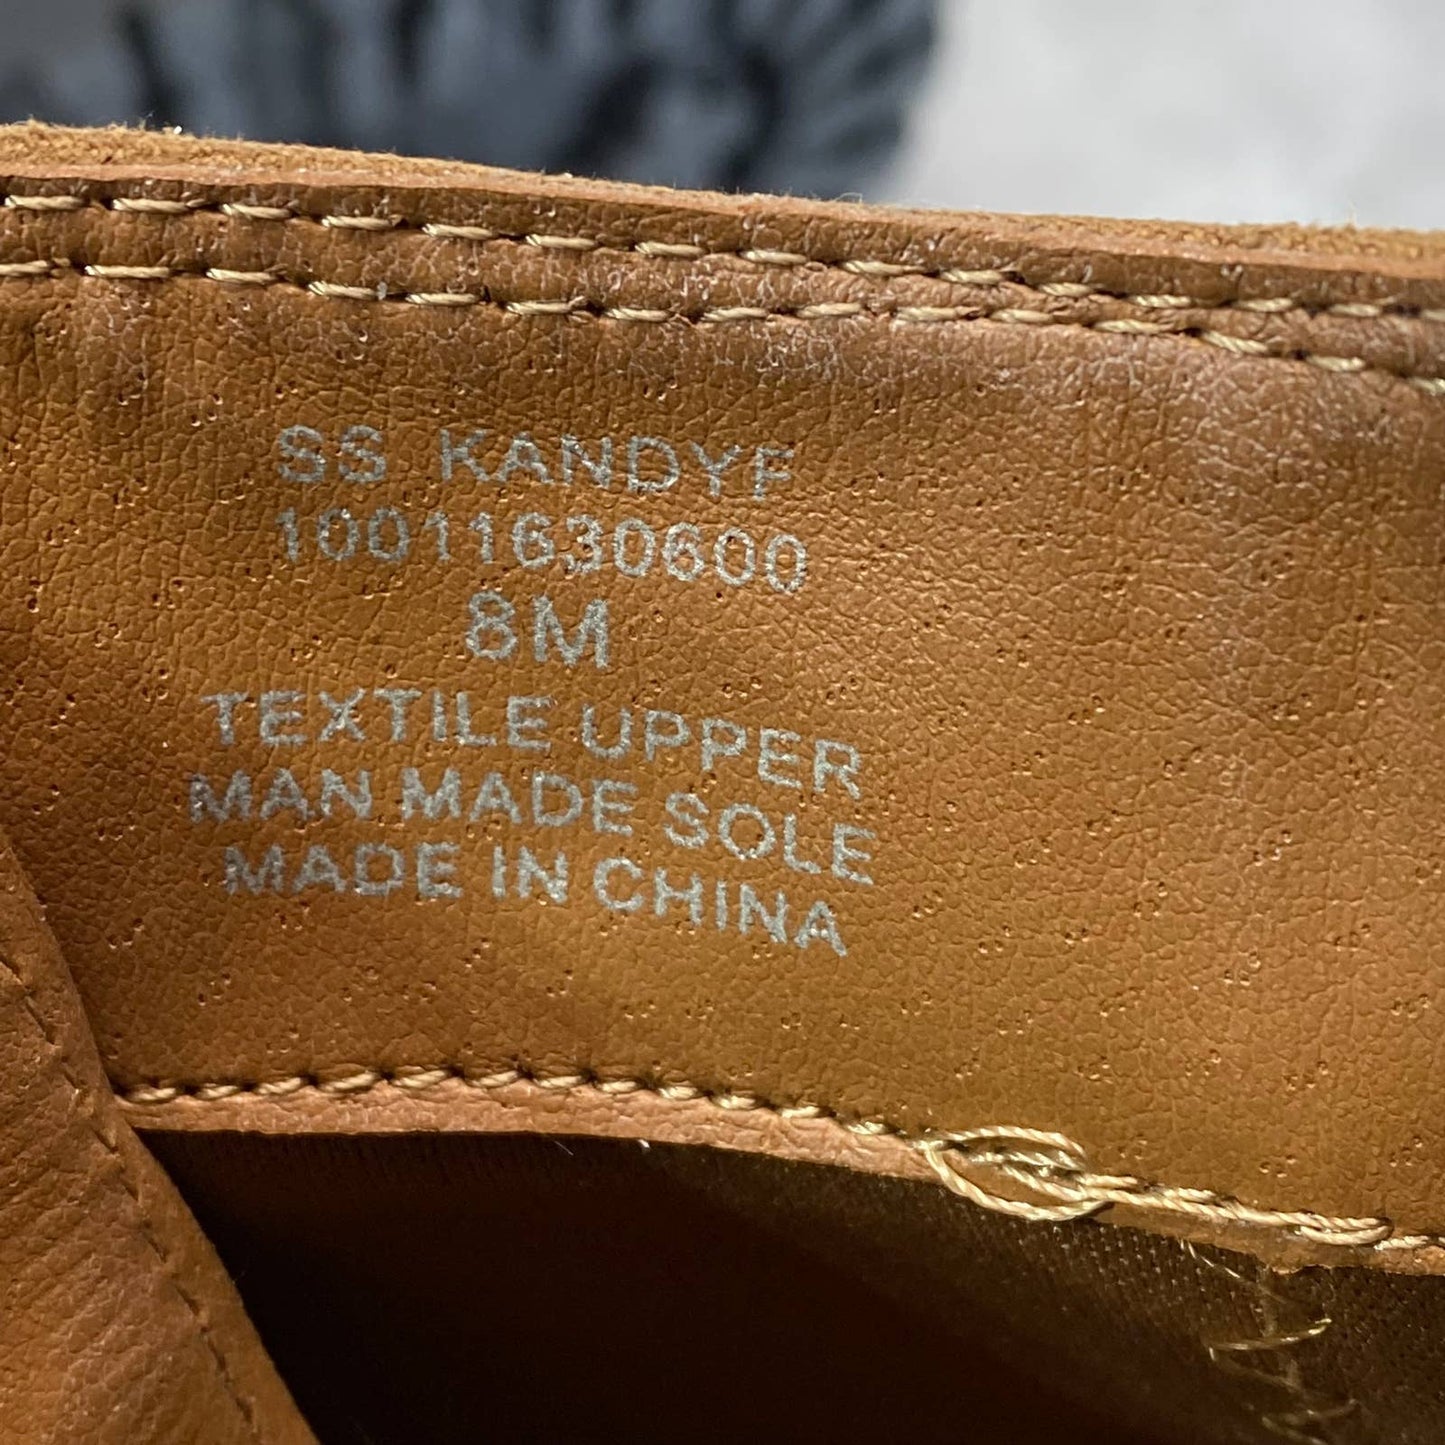 SS KANDYF
10011630600
8M
TEXTILE UPPER
MAN MADE SOLE
MADE IN CHINA